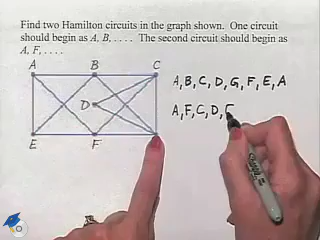 Find two Hamilton circuits in the graph shown. One circuit
should begin as A, B, . . . . The second circuit should begin as
A, F, . . . .
A B C
A, B, C, D, G, F, E, A
D
A, F, C, D,
E F